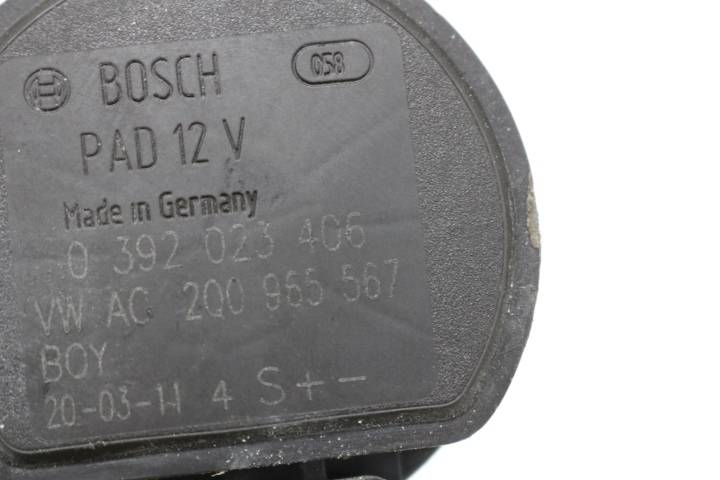 BOSCH 058
PAD 12 V
Made in Germany
0 392 023 406
VW AG 2Q0 965 567
BOY
20-03-11 4 S + -